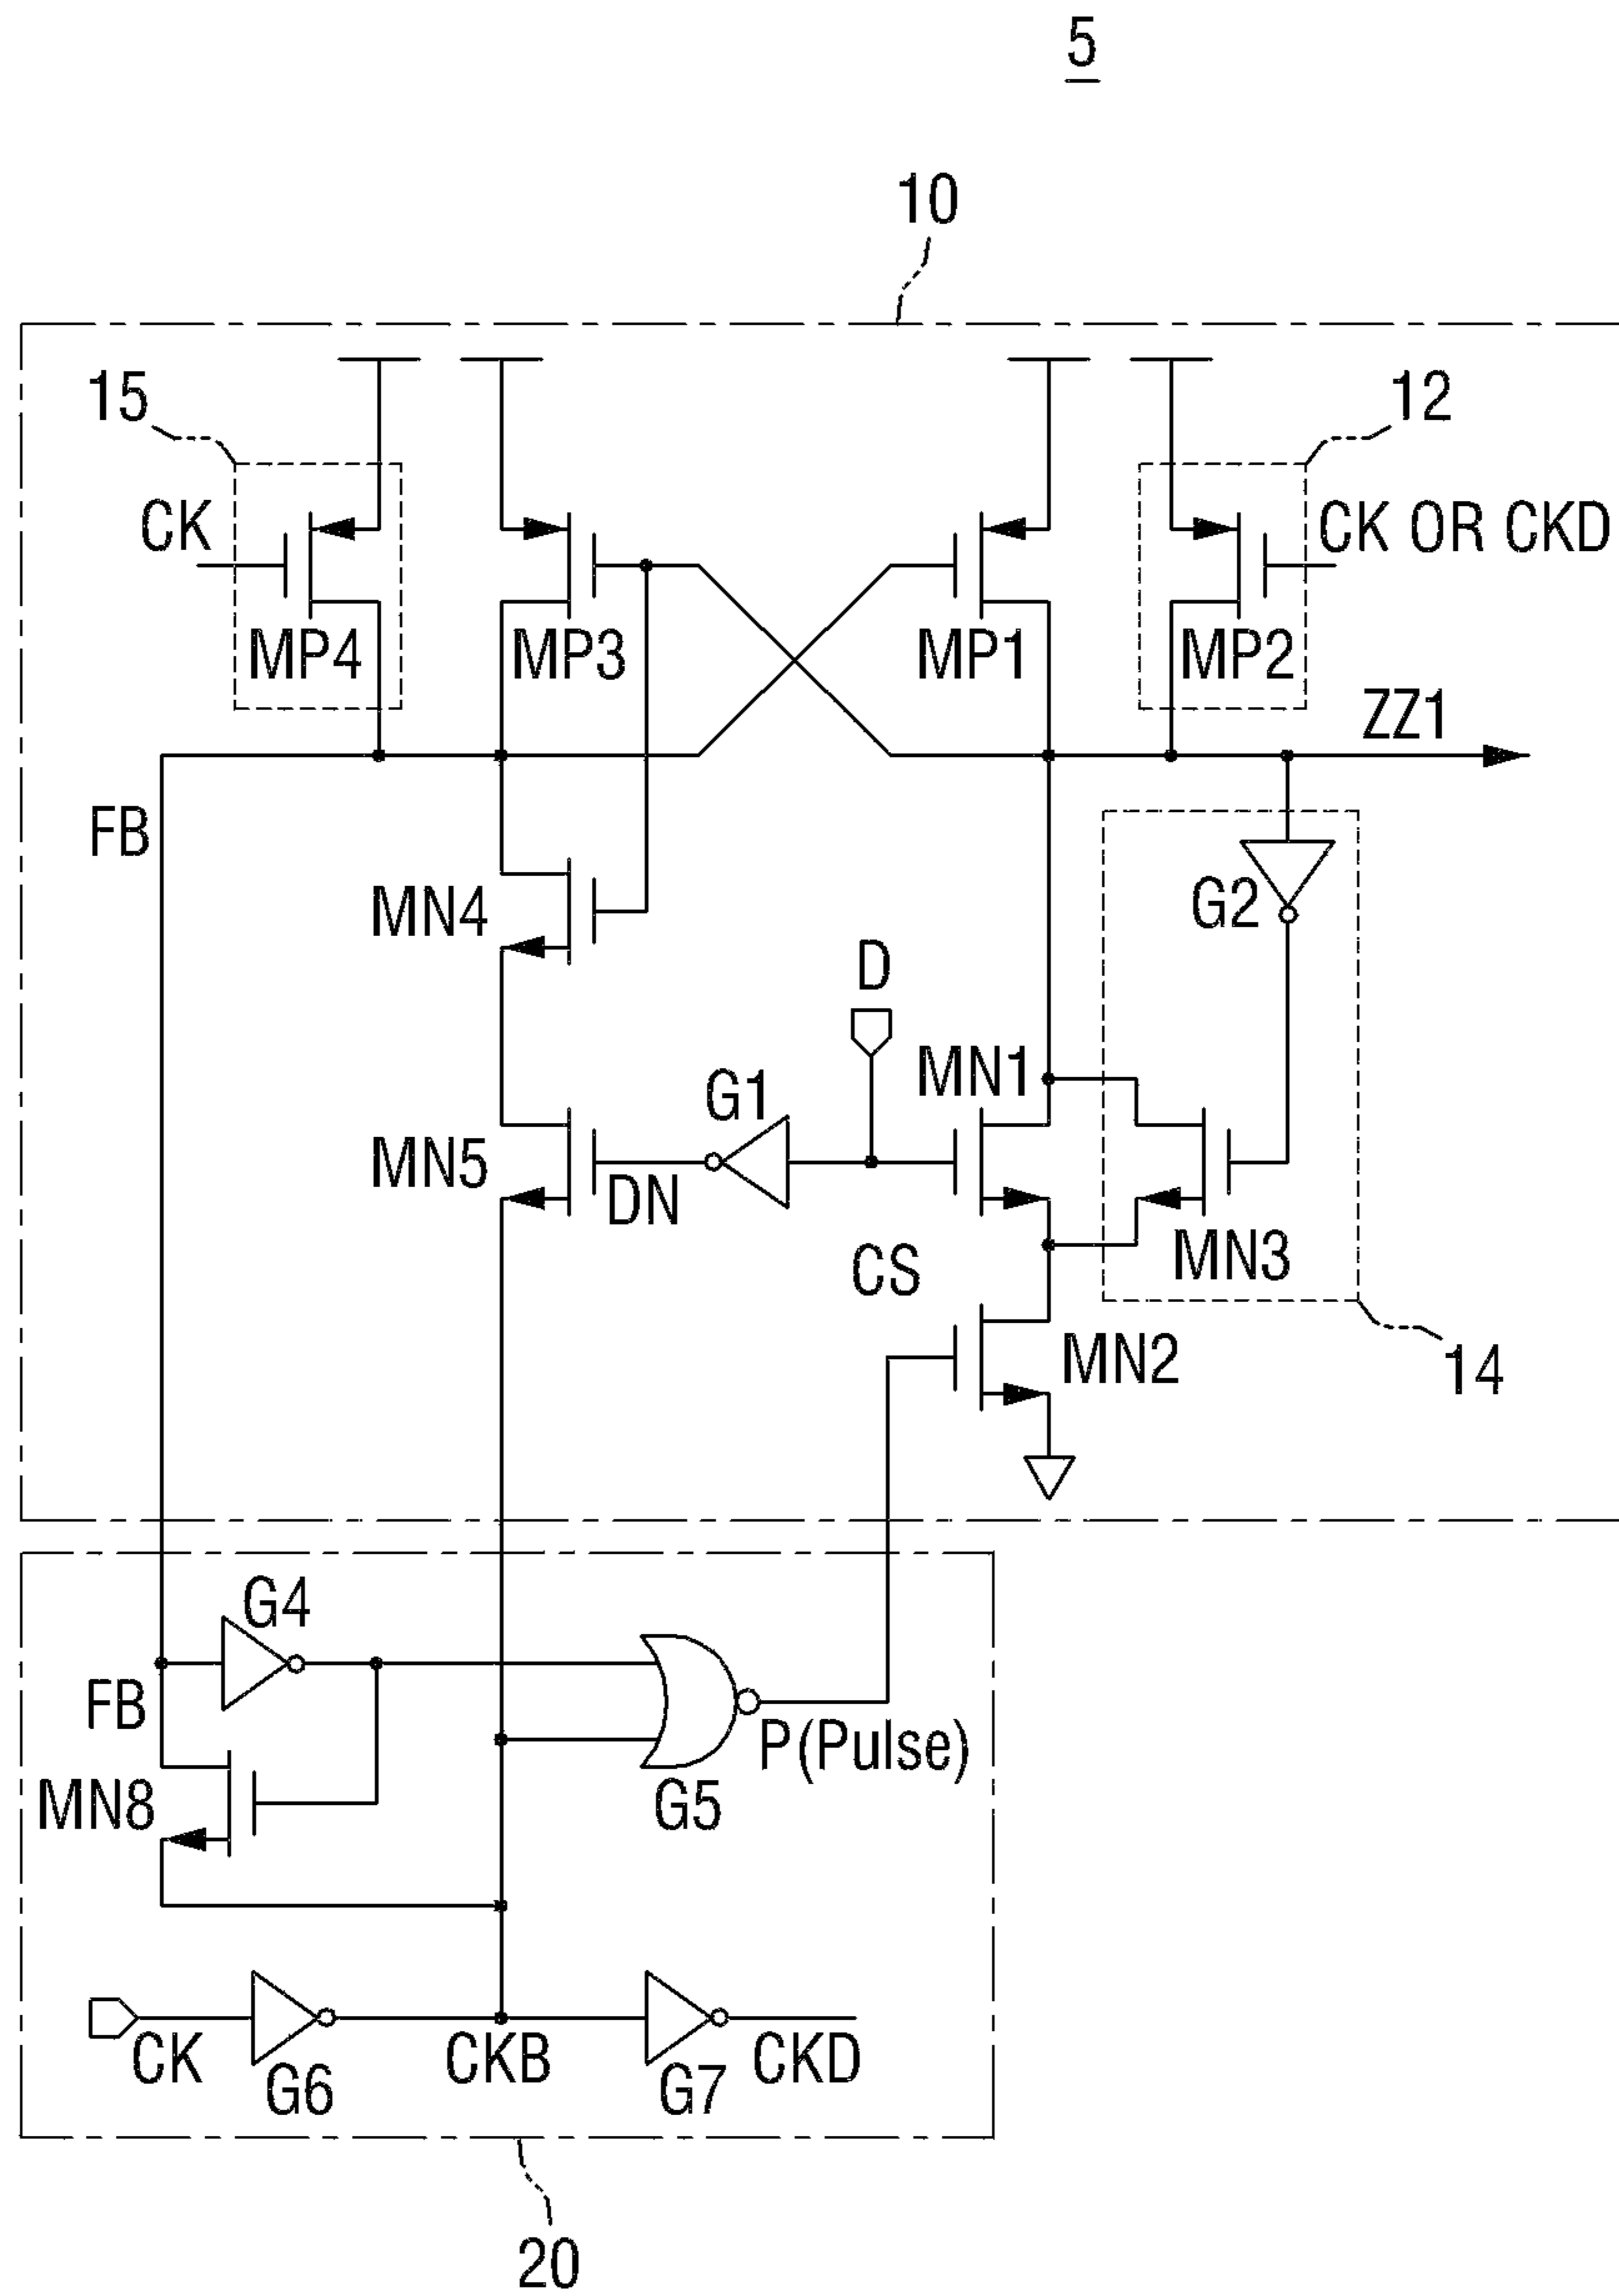 5
10
15
12
CK
CK OR CKD
MP4
MP3
MP1
MP2
ZZ1
FB
G2
MN4
D
MN1
G1
MN5
DN
CS
MN3
MN2
14
G4
FB
P(Pulse)
MN8
G5
CK
G6
CKB
G7
CKD
20